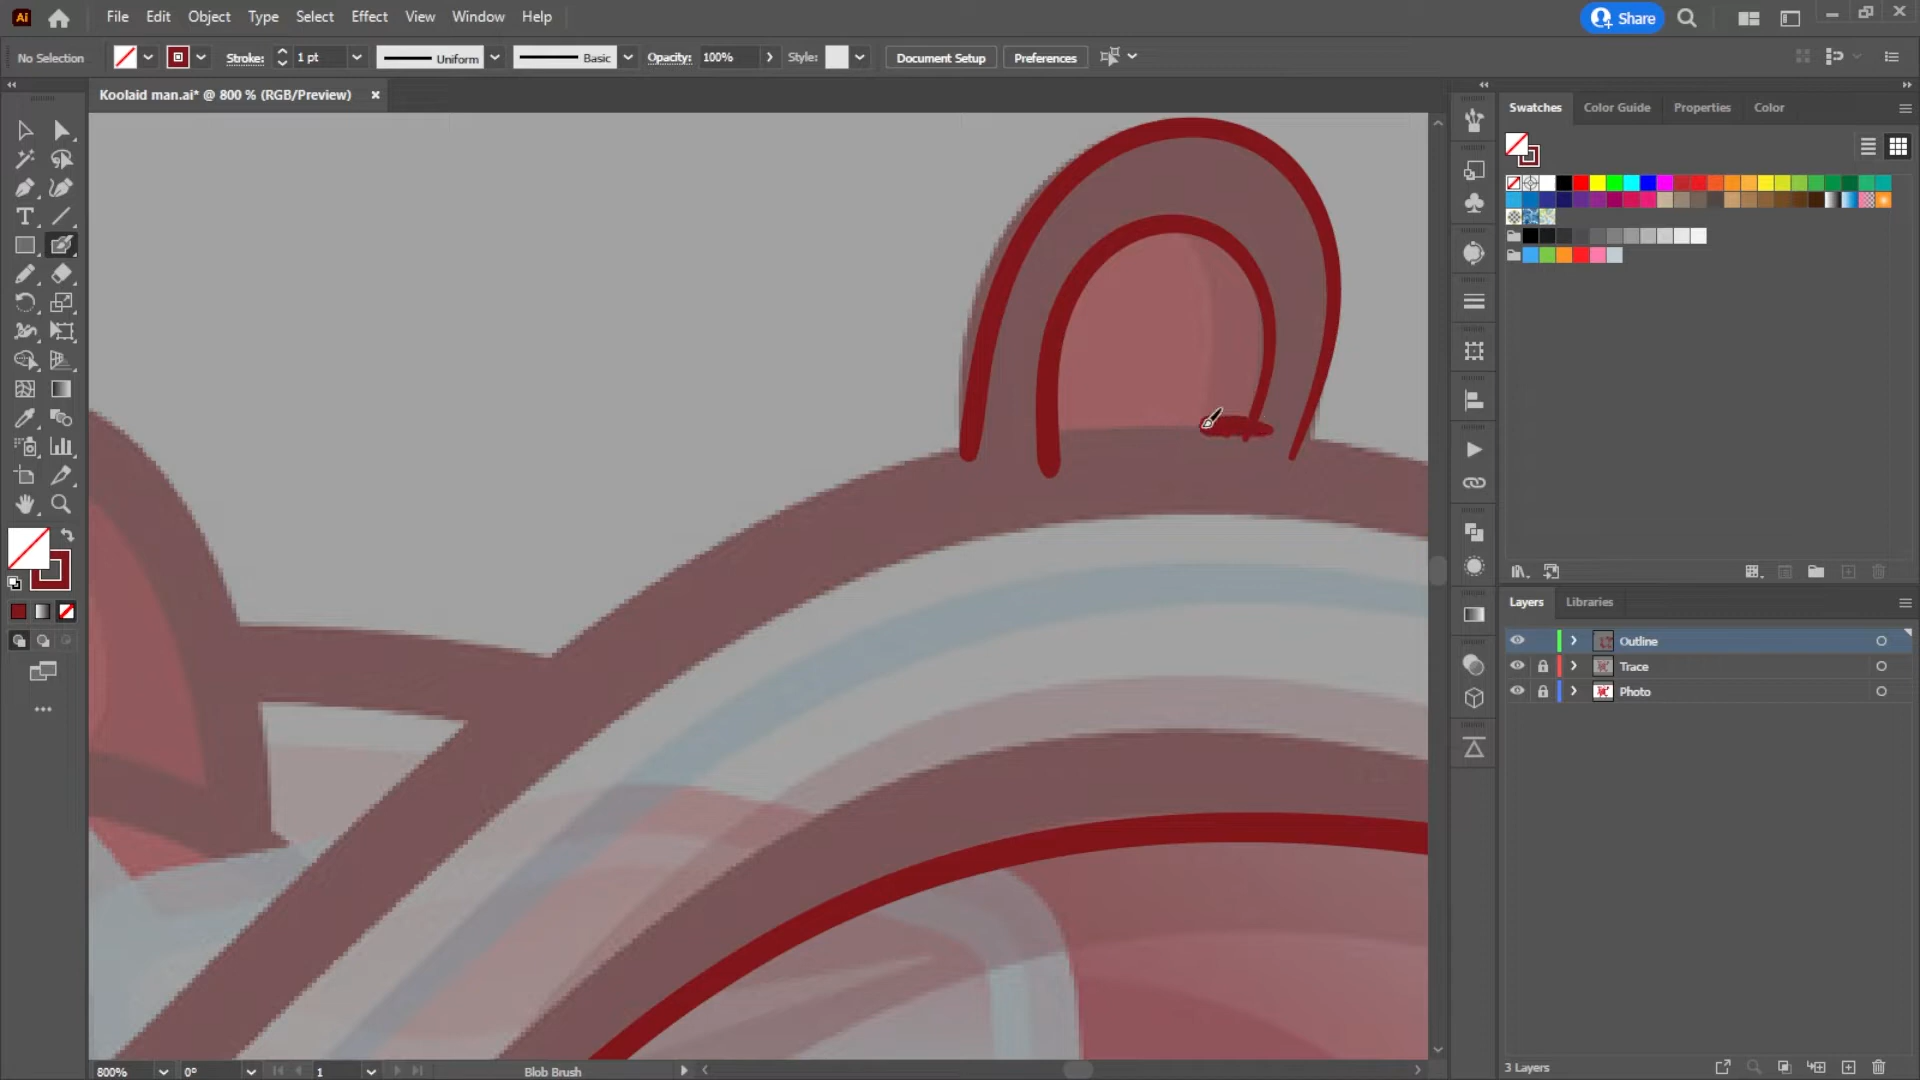 Ai File Edit Object Type Select Effect View Window Help Share
No Selection Stroke: 1 pt Uniform Basic Opacity: 100% Style: Document Setup Preferences
Koolaid man.ai* @ 800 % (RGB/Preview) ×
Swatches Color Guide Properties Color
Layers Libraries
Outline
Trace
Photo
3 Layers
800% 0° 1 Blob Brush